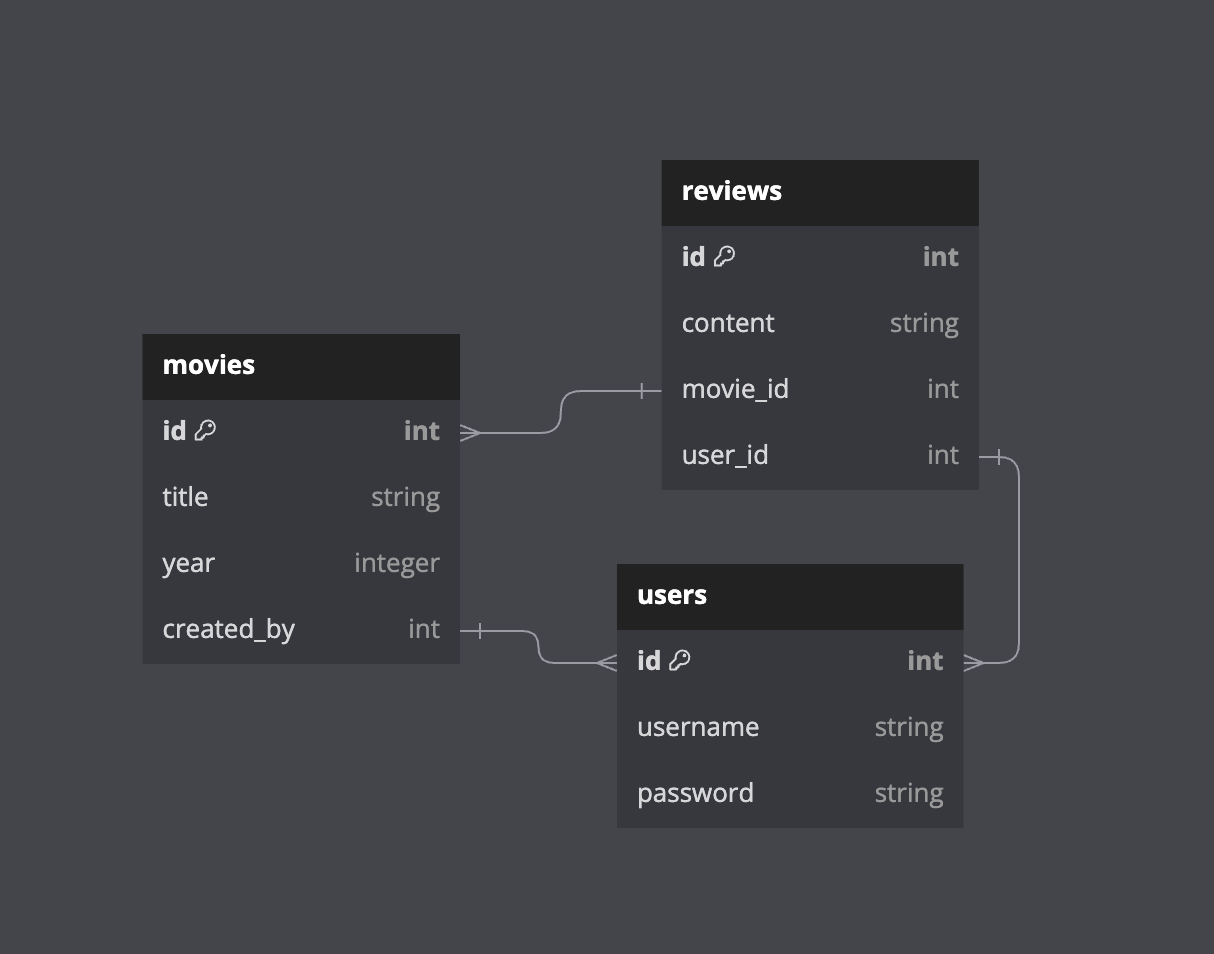 reviews
id int
content string
movie_id int
user_id int
movies
id int
title string
year integer
created_by int
users
id int
username string
password string